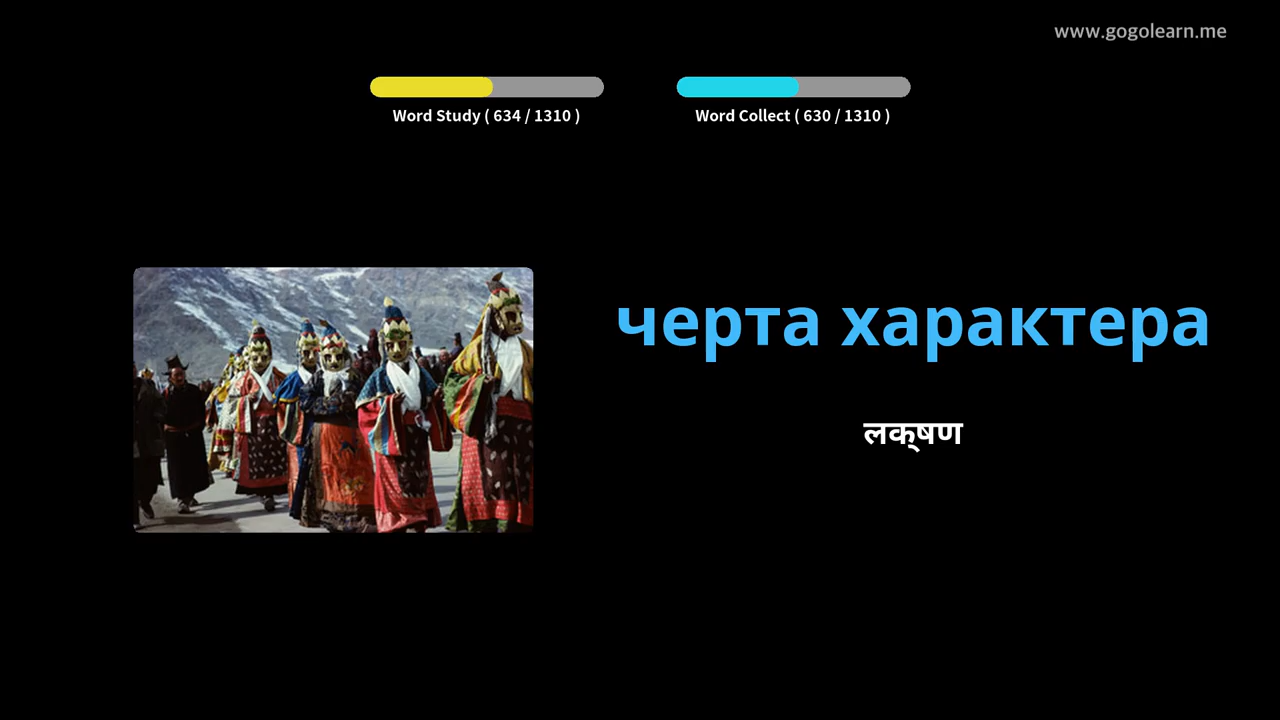 www.gogolearn.me
Word Study ( 634 / 1310 )
Word Collect ( 630 / 1310 )
черта характера
लक्षण